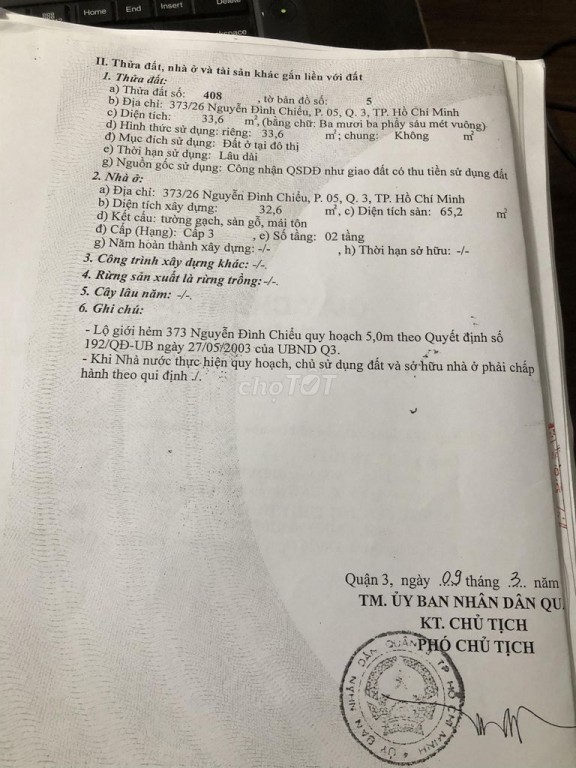 Home
End
Insert
Delete
II. Thửa đất, nhà ở và tài sản khác gắn liền với đất
1. Thửa đất:
a) Thửa đất số: 408 , tờ bản đồ số: 5
b) Địa chỉ: 373/26 Nguyễn Đình Chiểu, P. 05, Q. 3, TP. Hồ Chí Minh
c) Diện tích: 33,6 m², (bằng chữ: Ba mươi ba phẩy sáu mét vuông)
d) Hình thức sử dụng: riêng: 33,6 m²; chung: Không m²
đ) Mục đích sử dụng: Đất ở tại đô thị
e) Thời hạn sử dụng: Lâu dài
g) Nguồn gốc sử dụng: Công nhận QSDĐ như giao đất có thu tiền sử dụng đất
2. Nhà ở:
a) Địa chỉ: 373/26 Nguyễn Đình Chiểu, P. 05, Q. 3, TP. Hồ Chí Minh
b) Diện tích xây dựng: 32,6 m², c) Diện tích sàn: 65,2 m²
d) Kết cấu: tường gạch, sàn gỗ, mái tôn
đ) Cấp (Hạng): Cấp 3 , e) Số tầng: 02 tầng
g) Năm hoàn thành xây dựng: -/- , h) Thời hạn sở hữu: -/-
3. Công trình xây dựng khác: -/-.
4. Rừng sản xuất là rừng trồng: -/-.
5. Cây lâu năm: -/-.
6. Ghi chú:
- Lộ giới hẻm 373 Nguyễn Đình Chiểu quy hoạch 5,0m theo Quyết định số
192/QĐ-UB ngày 27/05/2003 của UBND Q3.
- Khi Nhà nước thực hiện quy hoạch, chủ sử dụng đất và sở hữu nhà ở phải chấp
hành theo qui định ./.
chợTỐT
Quận 3, ngày .09 tháng .3.. năm
TM. ỦY BAN NHÂN DÂN QU
KT. CHỦ TỊCH
PHÓ CHỦ TỊCH
ỦY BAN NHÂN DÂN QUẬN 3 TP HỒ CHÍ MINH